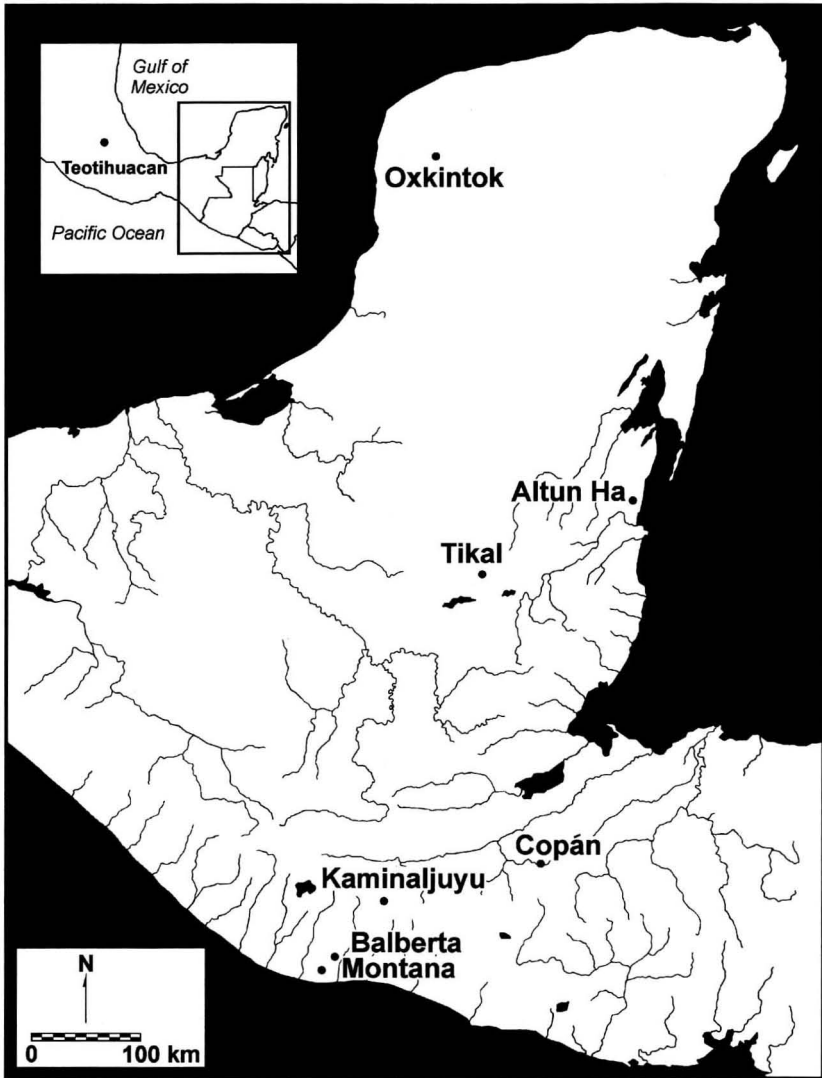 Gulf of
Mexico
Teotihuacan
Pacific Ocean
Oxkintok
Altun Ha
Tikal
Copán
Kaminaljuyu
Balberta
Montana
N
0 100 km